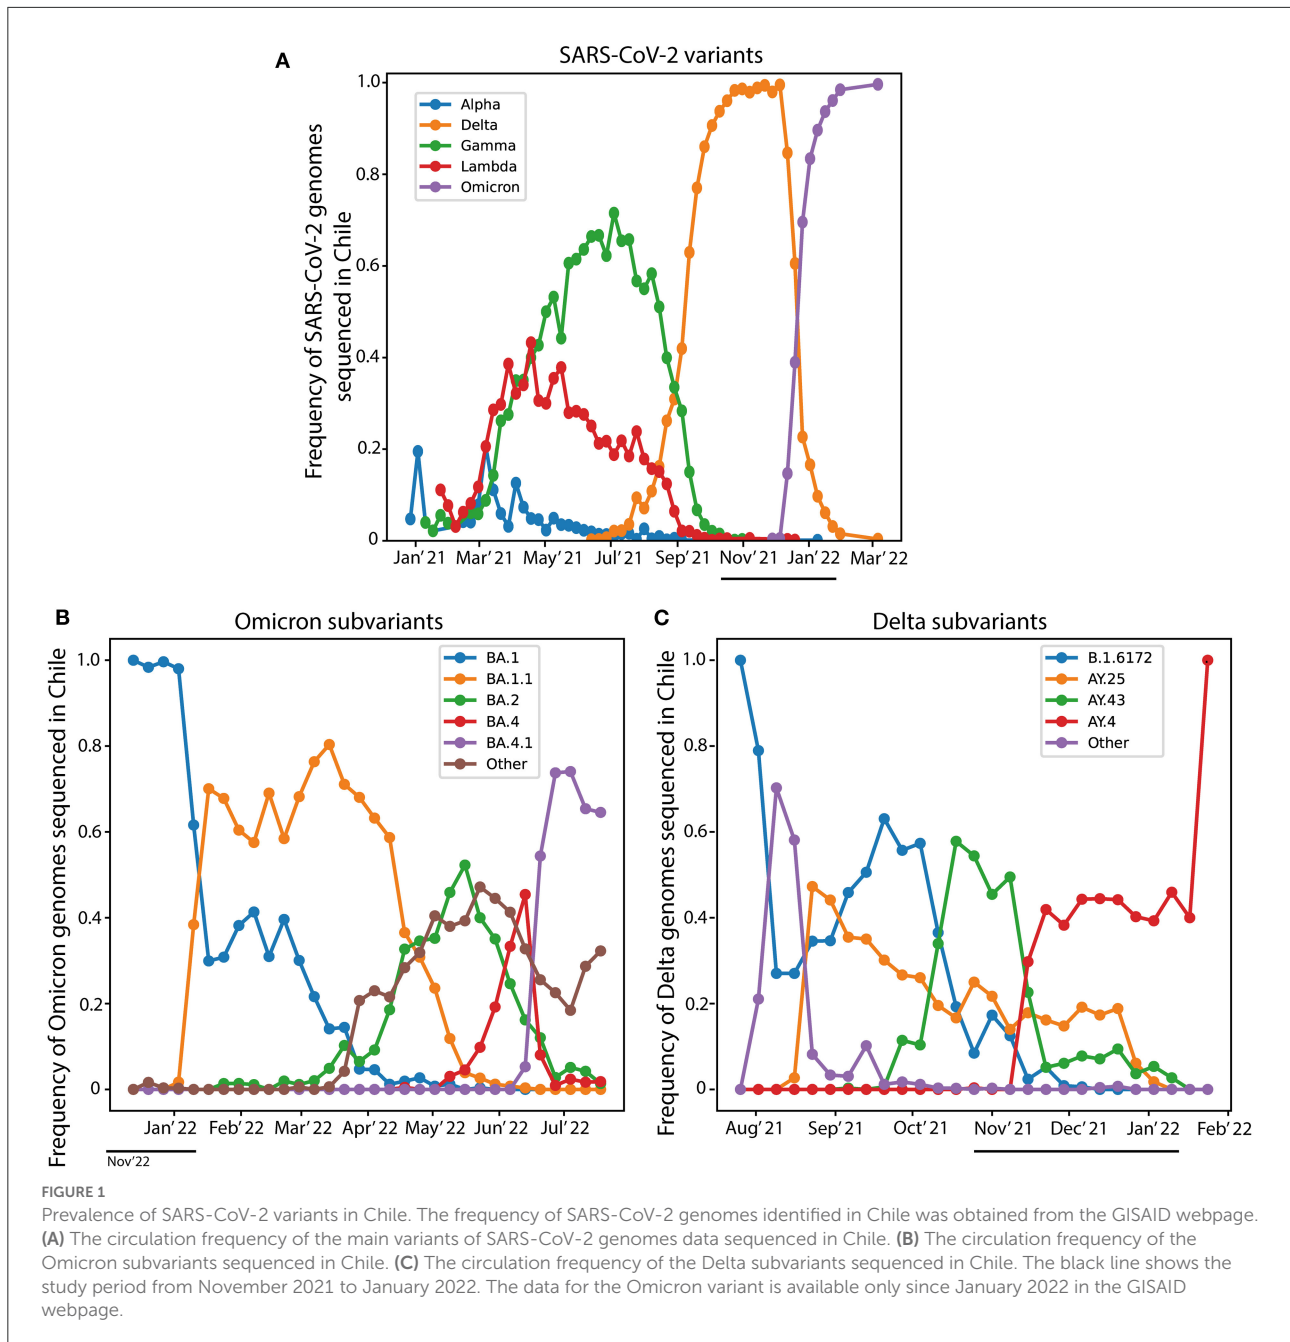 A
SARS-CoV-2 variants
Frequency of SARS-CoV-2 genomes
sequenced in Chile
1.0
0.8
0.6
0.4
0.2
0
Alpha
Delta
Gamma
Lambda
Omicron
Jan’21 Mar.’21 May’21 Jul’21 Sep’21 Nov’21 Jan’22 Mar.’22
B
Omicron subvariants
Frequency of Omicron genomes sequenced in Chile
1.0
0.8
0.6
0.4
0.2
0
BA.1
BA.1.1
BA.2
BA.4
BA.4.1
Other
Jan’22 Feb’22 Mar’22 Apr’22 May’22 Jun’22 Jul’22
Nov’22
C
Delta subvariants
Frequency of Delta genomes sequenced in Chile
1.0
0.8
0.6
0.4
0.2
0
B.1.6172
AY.25
AY.43
AY.4
Other
Aug’21 Sep’21 Oct’21 Nov’21 Dec’21 Jan’22 Feb’22
FIGURE 1
Prevalence of SARS-CoV-2 variants in Chile. The frequency of SARS-CoV-2 genomes identified in Chile was obtained from the GISAID webpage.
(A) The circulation frequency of the main variants of SARS-CoV-2 genomes data sequenced in Chile. (B) The circulation frequency of the
Omicron subvariants sequenced in Chile. (C) The circulation frequency of the Delta subvariants sequenced in Chile. The black line shows the
study period from November 2021 to January 2022. The data for the Omicron variant is available only since January 2022 in the GISAID
webpage.